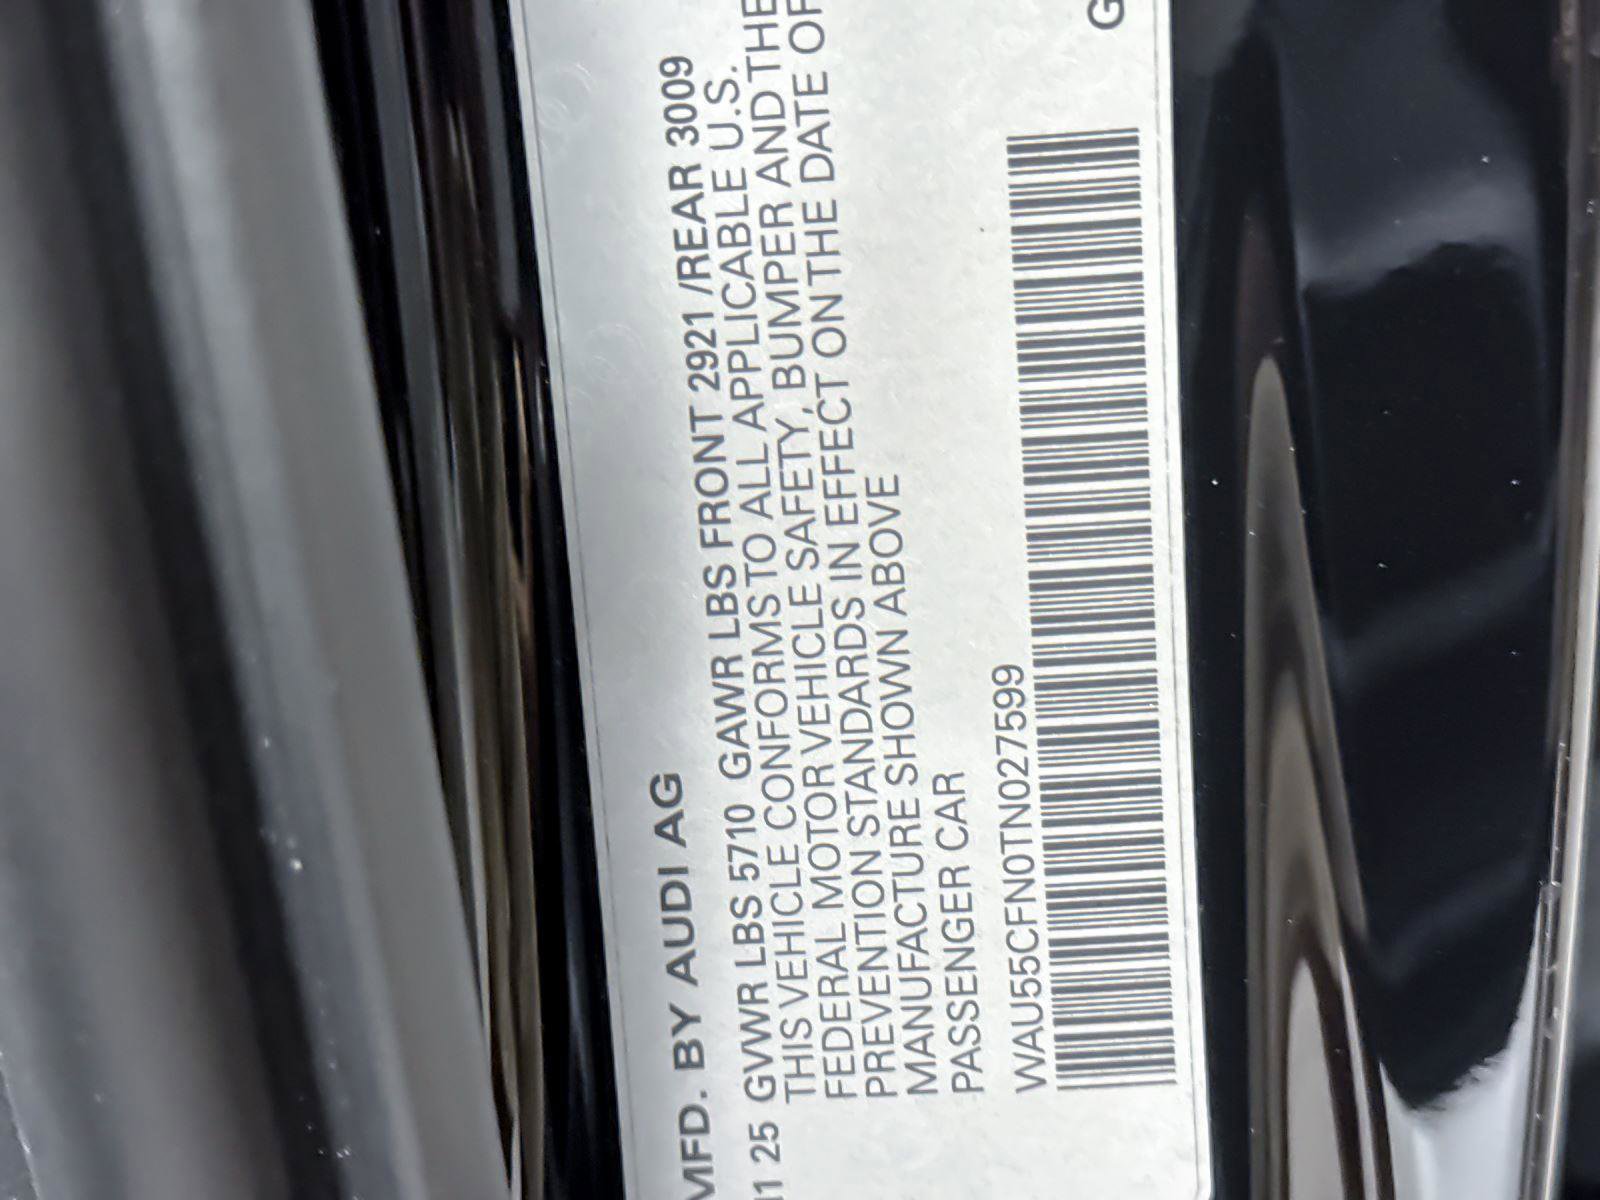 MFD. BY AUDI AG
1 25 GVWR LBS 5710 GAWR LBS FRONT 2921 /REAR 3009
THIS VEHICLE CONFORMS TO ALL APPLICABLE U.S.
FEDERAL MOTOR VEHICLE SAFETY, BUMPER AND THE
PREVENTION STANDARDS IN EFFECT ON THE DATE OF
MANUFACTURE SHOWN ABOVE
PASSENGER CAR
WAU55CFN0TN027599
G